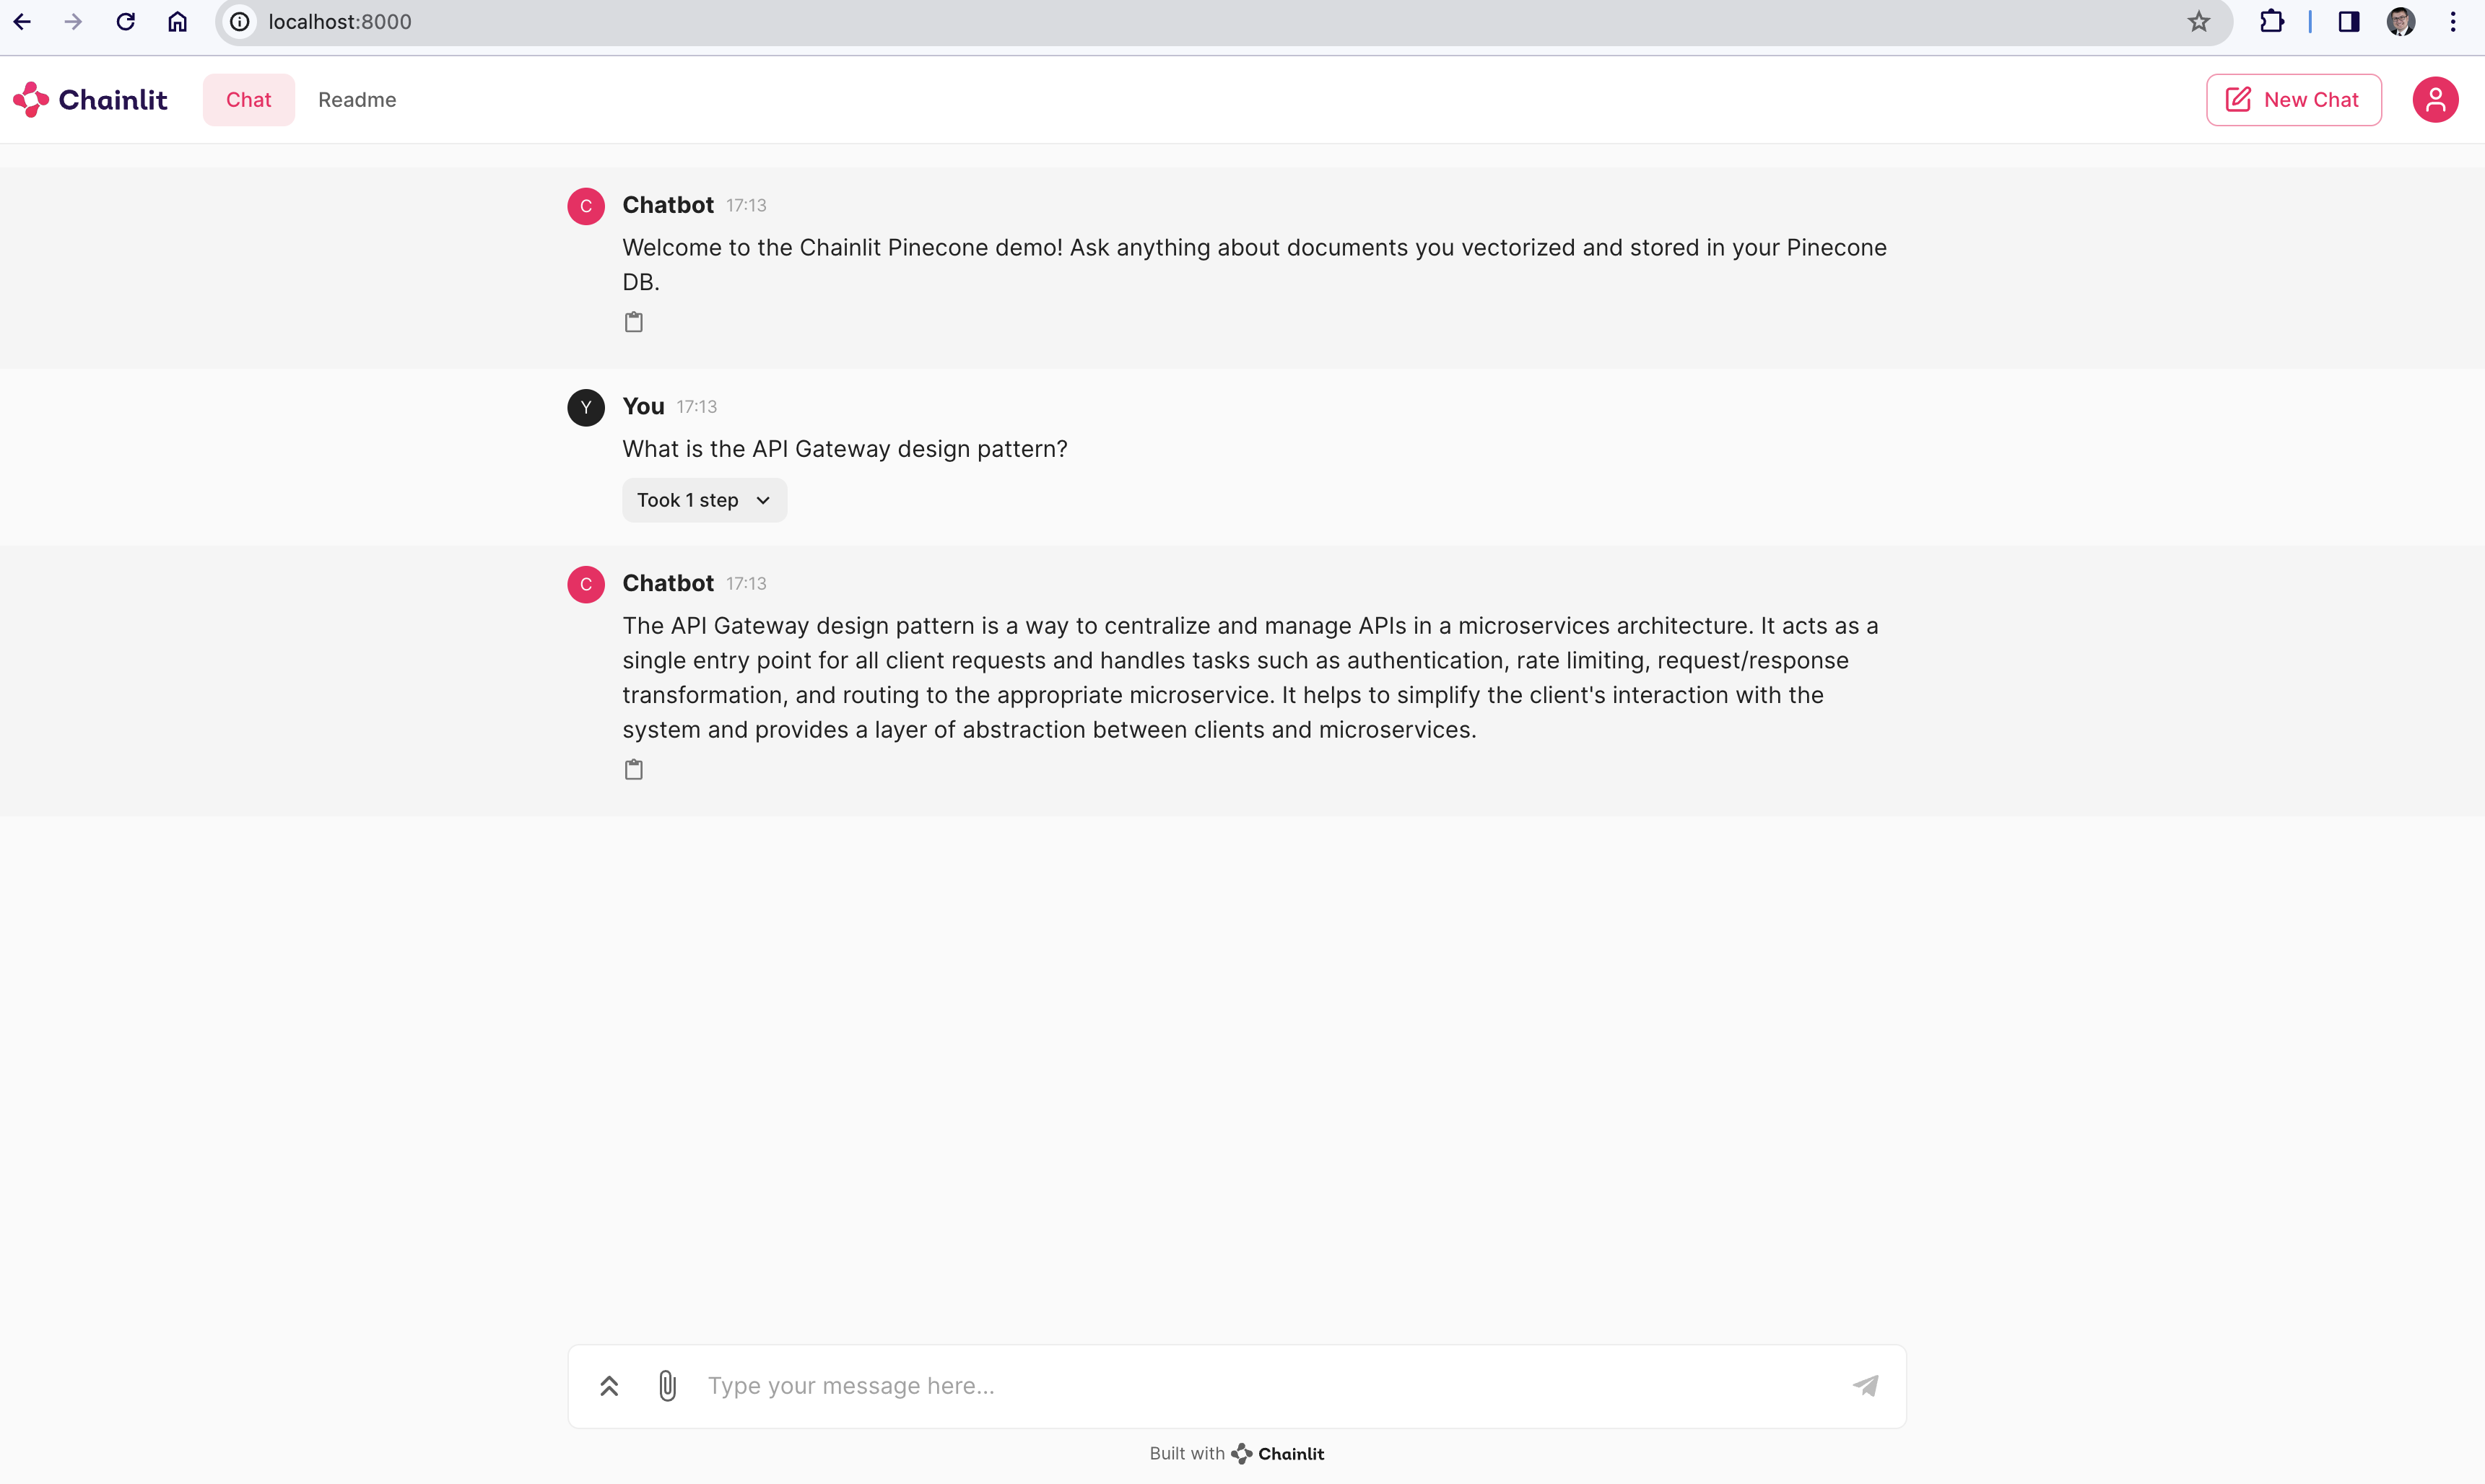 localhost:8000
Chainlit
Chat
Readme
New Chat
C
Chatbot 17:13
Welcome to the Chainlit Pinecone demo! Ask anything about documents you vectorized and stored in your Pinecone
DB.
Y
You 17:13
What is the API Gateway design pattern?
Took 1 step
C
Chatbot 17:13
The API Gateway design pattern is a way to centralize and manage APIs in a microservices architecture. It acts as a
single entry point for all client requests and handles tasks such as authentication, rate limiting, request/response
transformation, and routing to the appropriate microservice. It helps to simplify the client's interaction with the
system and provides a layer of abstraction between clients and microservices.
Type your message here...
Built with Chainlit